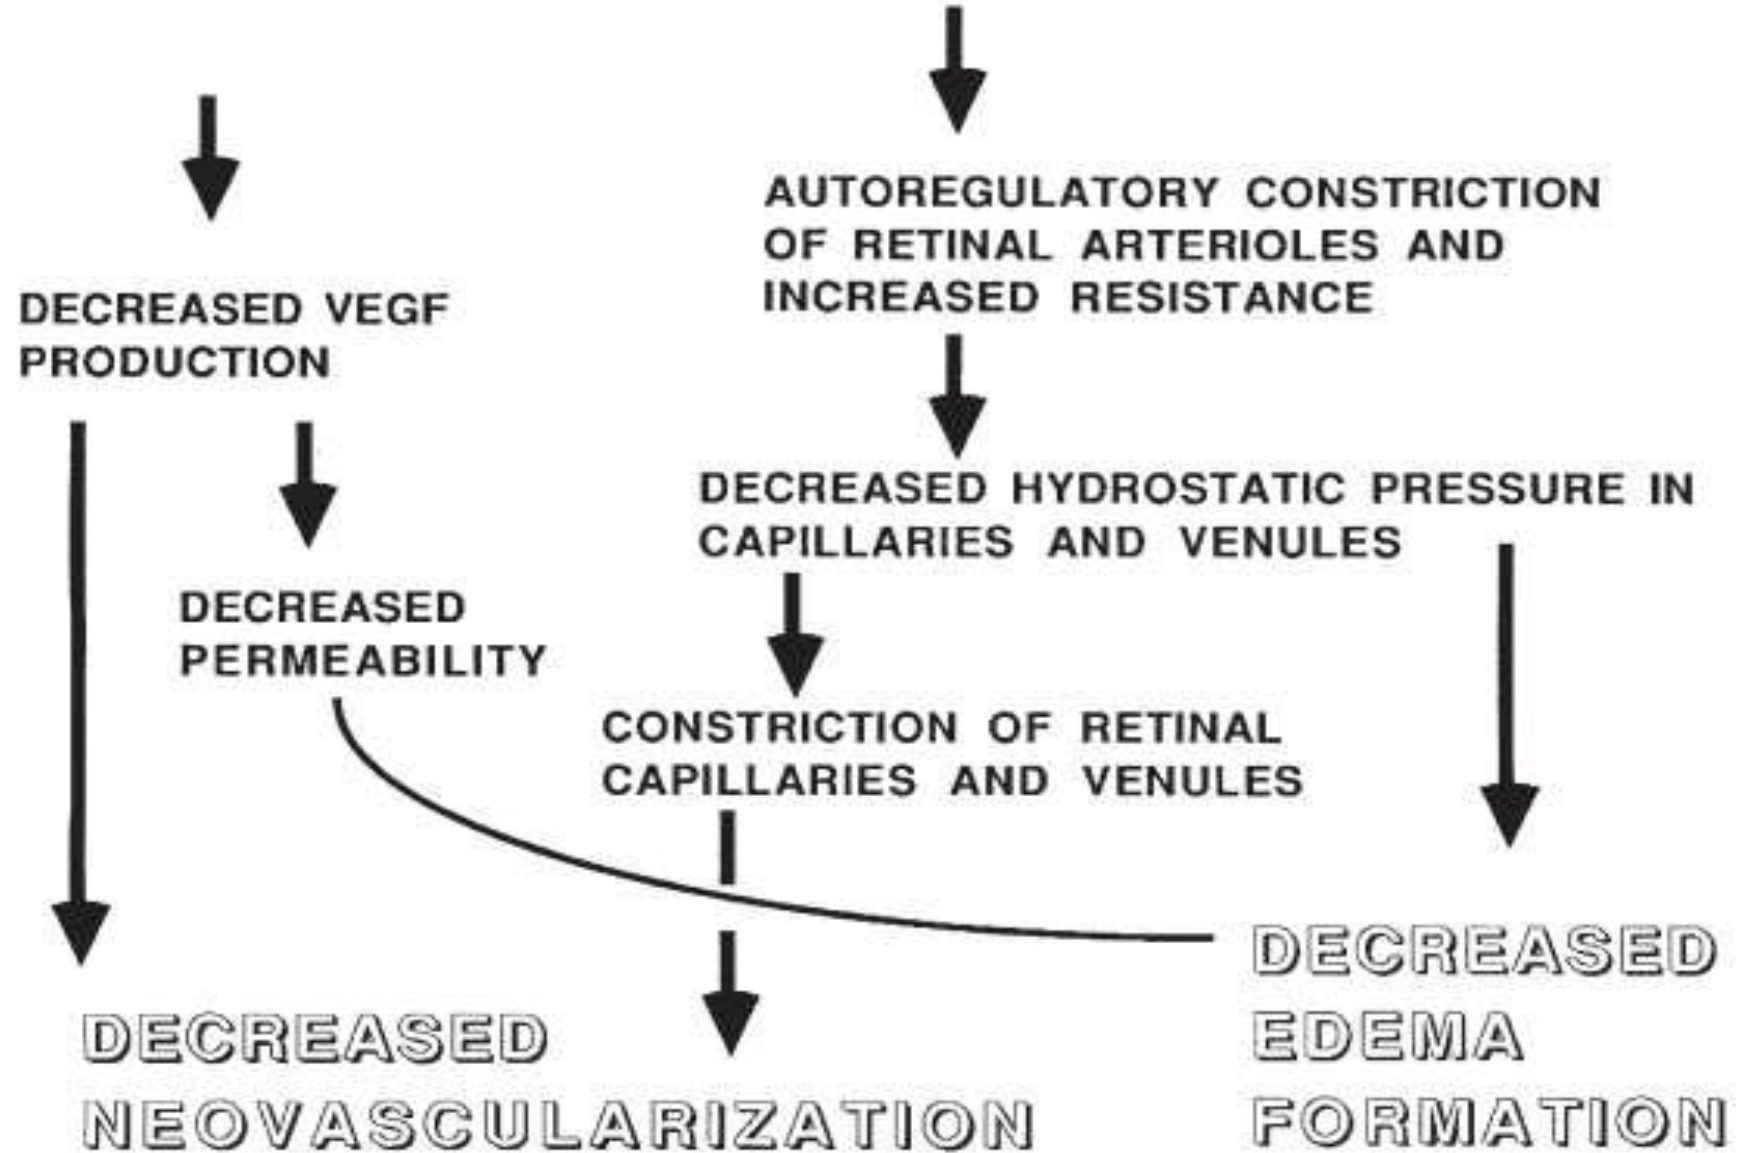 AUTOREGULATORY CONSTRICTION
OF RETINAL ARTERIOLES AND
INCREASED RESISTANCE
DECREASED VEGF
PRODUCTION
DECREASED HYDROSTATIC PRESSURE IN
CAPILLARIES AND VENULES
DECREASED
PERMEABILITY
CONSTRICTION OF RETINAL
CAPILLARIES AND VENULES
DECREASED
EDEMA
FORMATION
DECREASED
NEOVASCULARIZATION